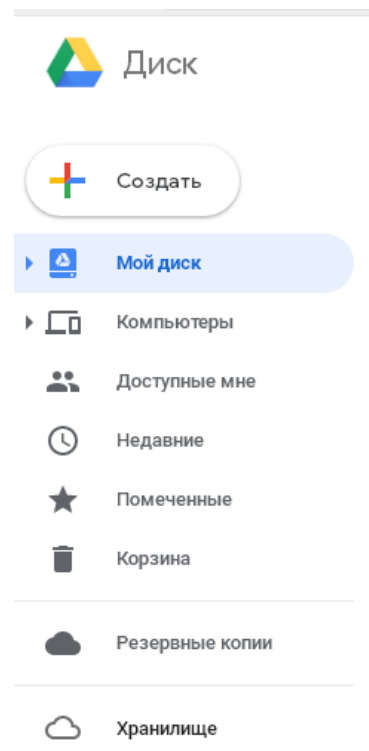 Диск
Создать
Мой диск
Компьютеры
Доступные мне
Недавние
Помеченные
Корзина
Резервные копии
Хранилище